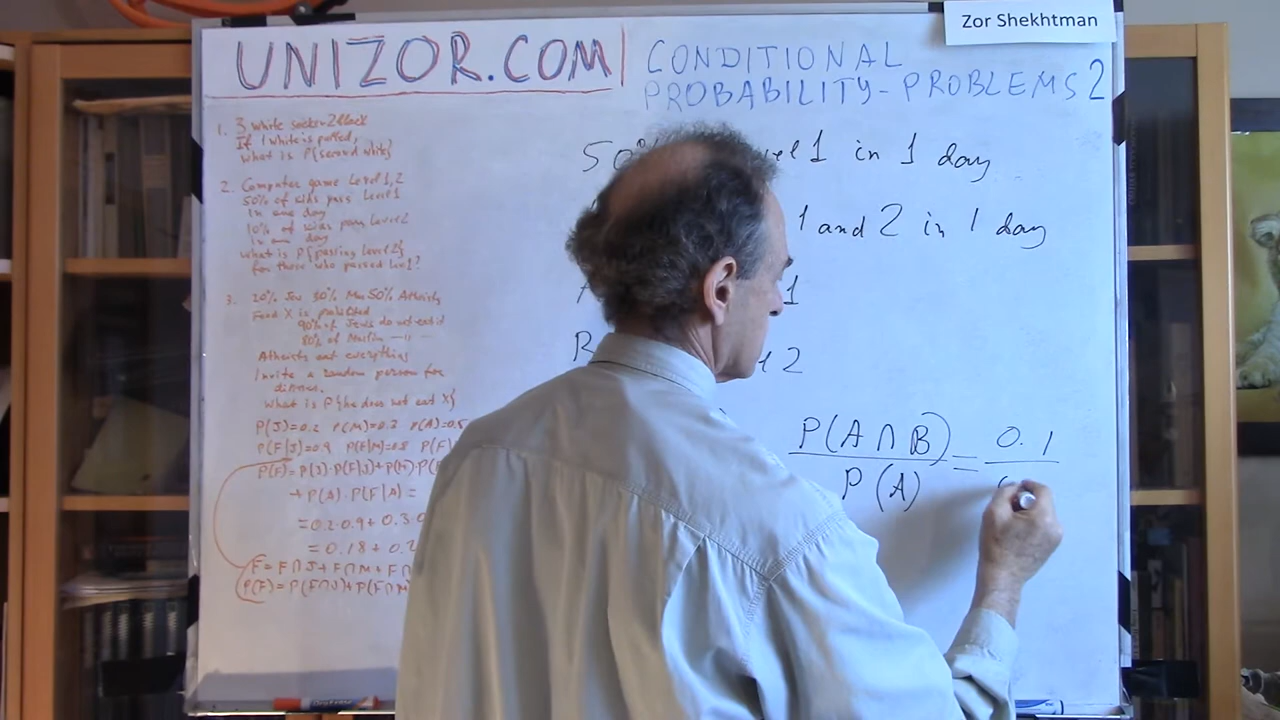 Zor Shekhtman
UNIZOR.COM
CONDITIONAL
PROBABILITY - PROBLEMS 2
1. 3 white socks 2 black
If 1 white is pulled,
what is P{second white}
2. Computer game Level 1, 2
50% of kids pass Level 1
in one day
10% of kids pass Level 2
in one day
what is P{passing Level 2}
for those who passed Lev 1?
3. 20% Jew 30% Mus 50% Atheists
Food X is prohibited
90% of Jews do not eat it
80% of Muslim —11—
Atheists eat everything
Invite a random person for
dinner.
What is P{he does not eat X}
P(J)=0.2 P(M)=0.3 P(A)=0.5
P(F|J)=0.9 P(F|M)=0.8 P(F|
P(F)=P(J)·P(F|J)+P(M)·P(F
+P(A)·P(F|A)=
=0.2·0.9+0.3·0
=0.18+0.2
F=F∩J+F∩M+F∩
P(F)=P(F∩J)+P(F∩M
50% vel 1 in 1 day
1 and 2 in 1 day
1
2
P(A∩B) = 0.1
P(A)